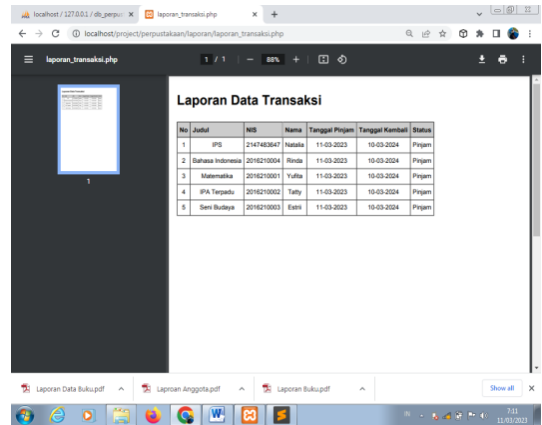 localhost / 127.0.0.1 / db_perpus
laporan_transaksi.php
localhost/project/perpustakaan/laporan/laporan_transaksi.php
laporan_transaksi.php
1 / 1
88%
1
Laporan Data Transaksi
No Judul NIS Nama Tanggal Pinjam Tanggal Kembali Status
1 IPS 2147483647 Natalia 11-03-2023 10-03-2024 Pinjam
2 Bahasa Indonesia 2016210004 Rinda 11-03-2023 10-03-2024 Pinjam
3 Matematika 2016210001 Yufita 11-03-2023 10-03-2024 Pinjam
4 IPA Terpadu 2016210002 Tatty 11-03-2023 10-03-2024 Pinjam
5 Seni Budaya 2016210003 Estrii 11-03-2023 10-03-2024 Pinjam
Laporan Data Buku.pdf
Laproan Anggota.pdf
Laporan Buku.pdf
Show all
IN
7:41
11/03/2023